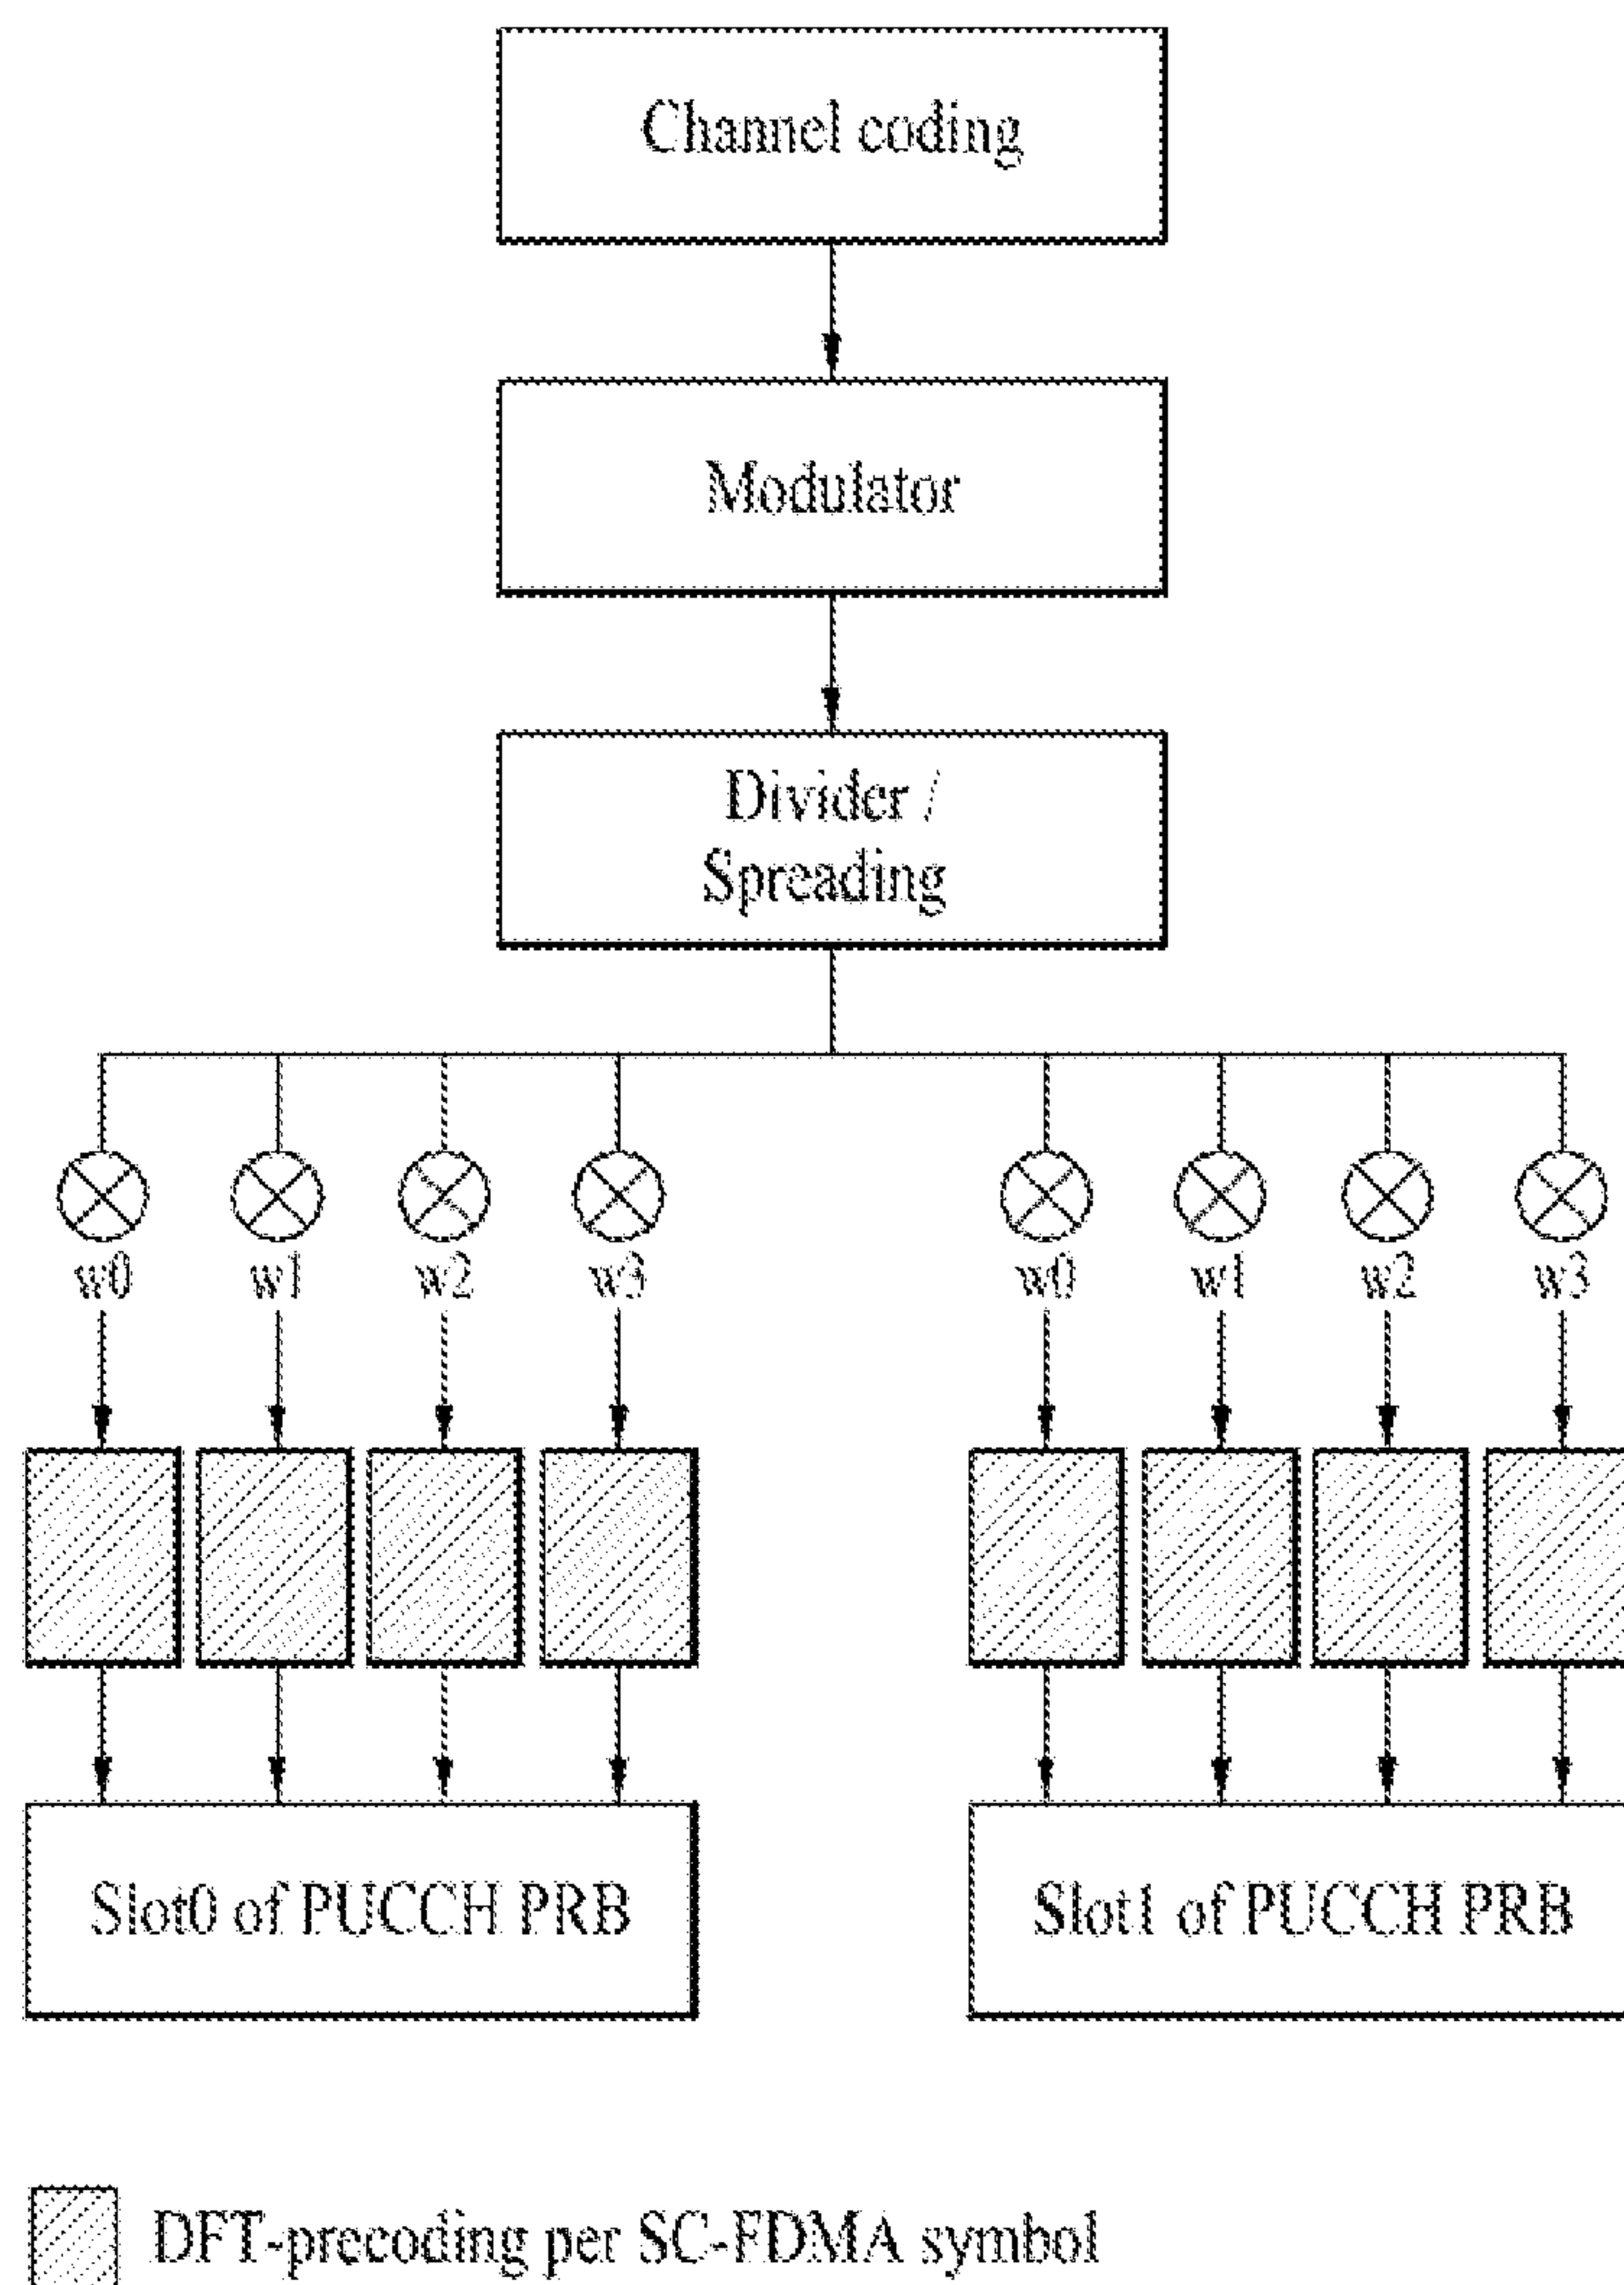 Channel coding
Modulator
Divider /
Spreading
w0 w1 w2 w3 w0 w1 w2 w3
Slot0 of PUCCH PRB Slot1 of PUCCH PRB
DFT-precoding per SC-FDMA symbol